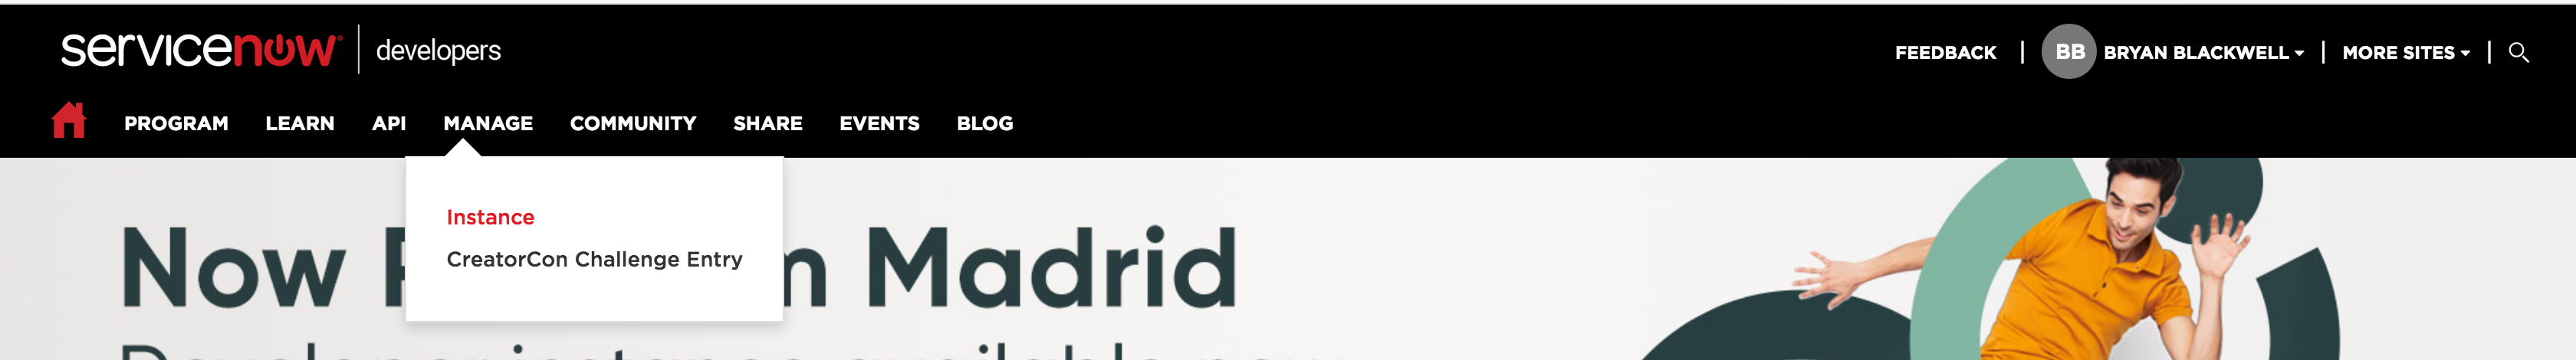 servicenow | developers
FEEDBACK | BB BRYAN BLACKWELL | MORE SITES |
PROGRAM LEARN API MANAGE COMMUNITY SHARE EVENTS BLOG
Instance
CreatorCon Challenge Entry
Now Madrid